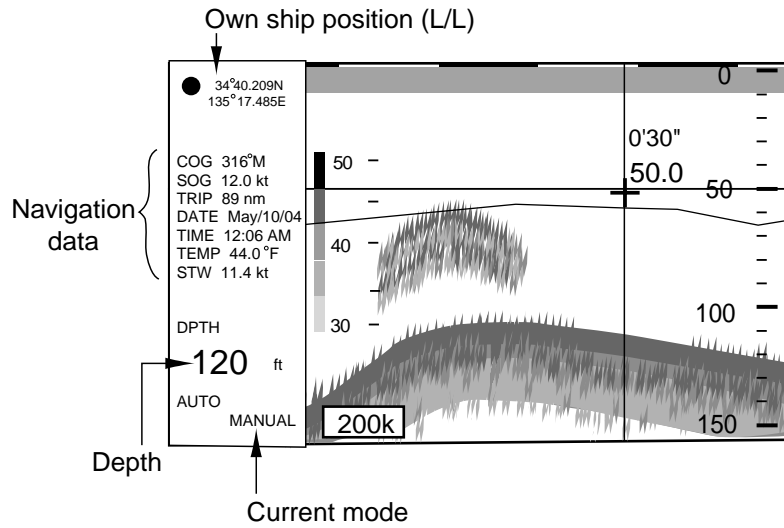 Own ship position (L/L)
34°40.209N
135°17.485E
Navigation
data
COG 316°M
SOG 12.0 kt
TRIP 89 nm
DATE May/10/04
TIME 12:06 AM
TEMP 44.0°F
STW 11.4 kt
DPTH
120 ft
AUTO
MANUAL
Depth
Current mode
50
40
30
200k
0'30"
50.0
0
50
100
150